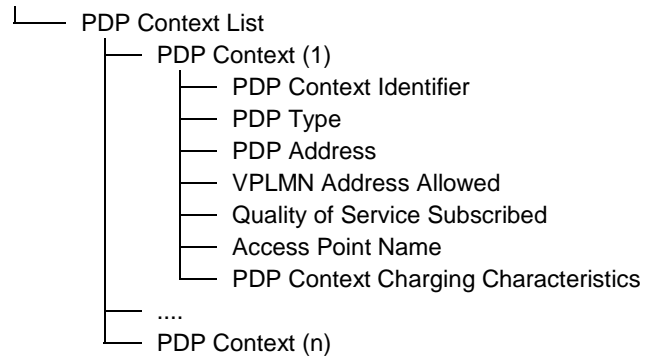 PDP Context List
PDP Context (1)
PDP Context Identifier
PDP Type
PDP Address
VPLMN Address Allowed
Quality of Service Subscribed
Access Point Name
PDP Context Charging Characteristics
....
PDP Context (n)